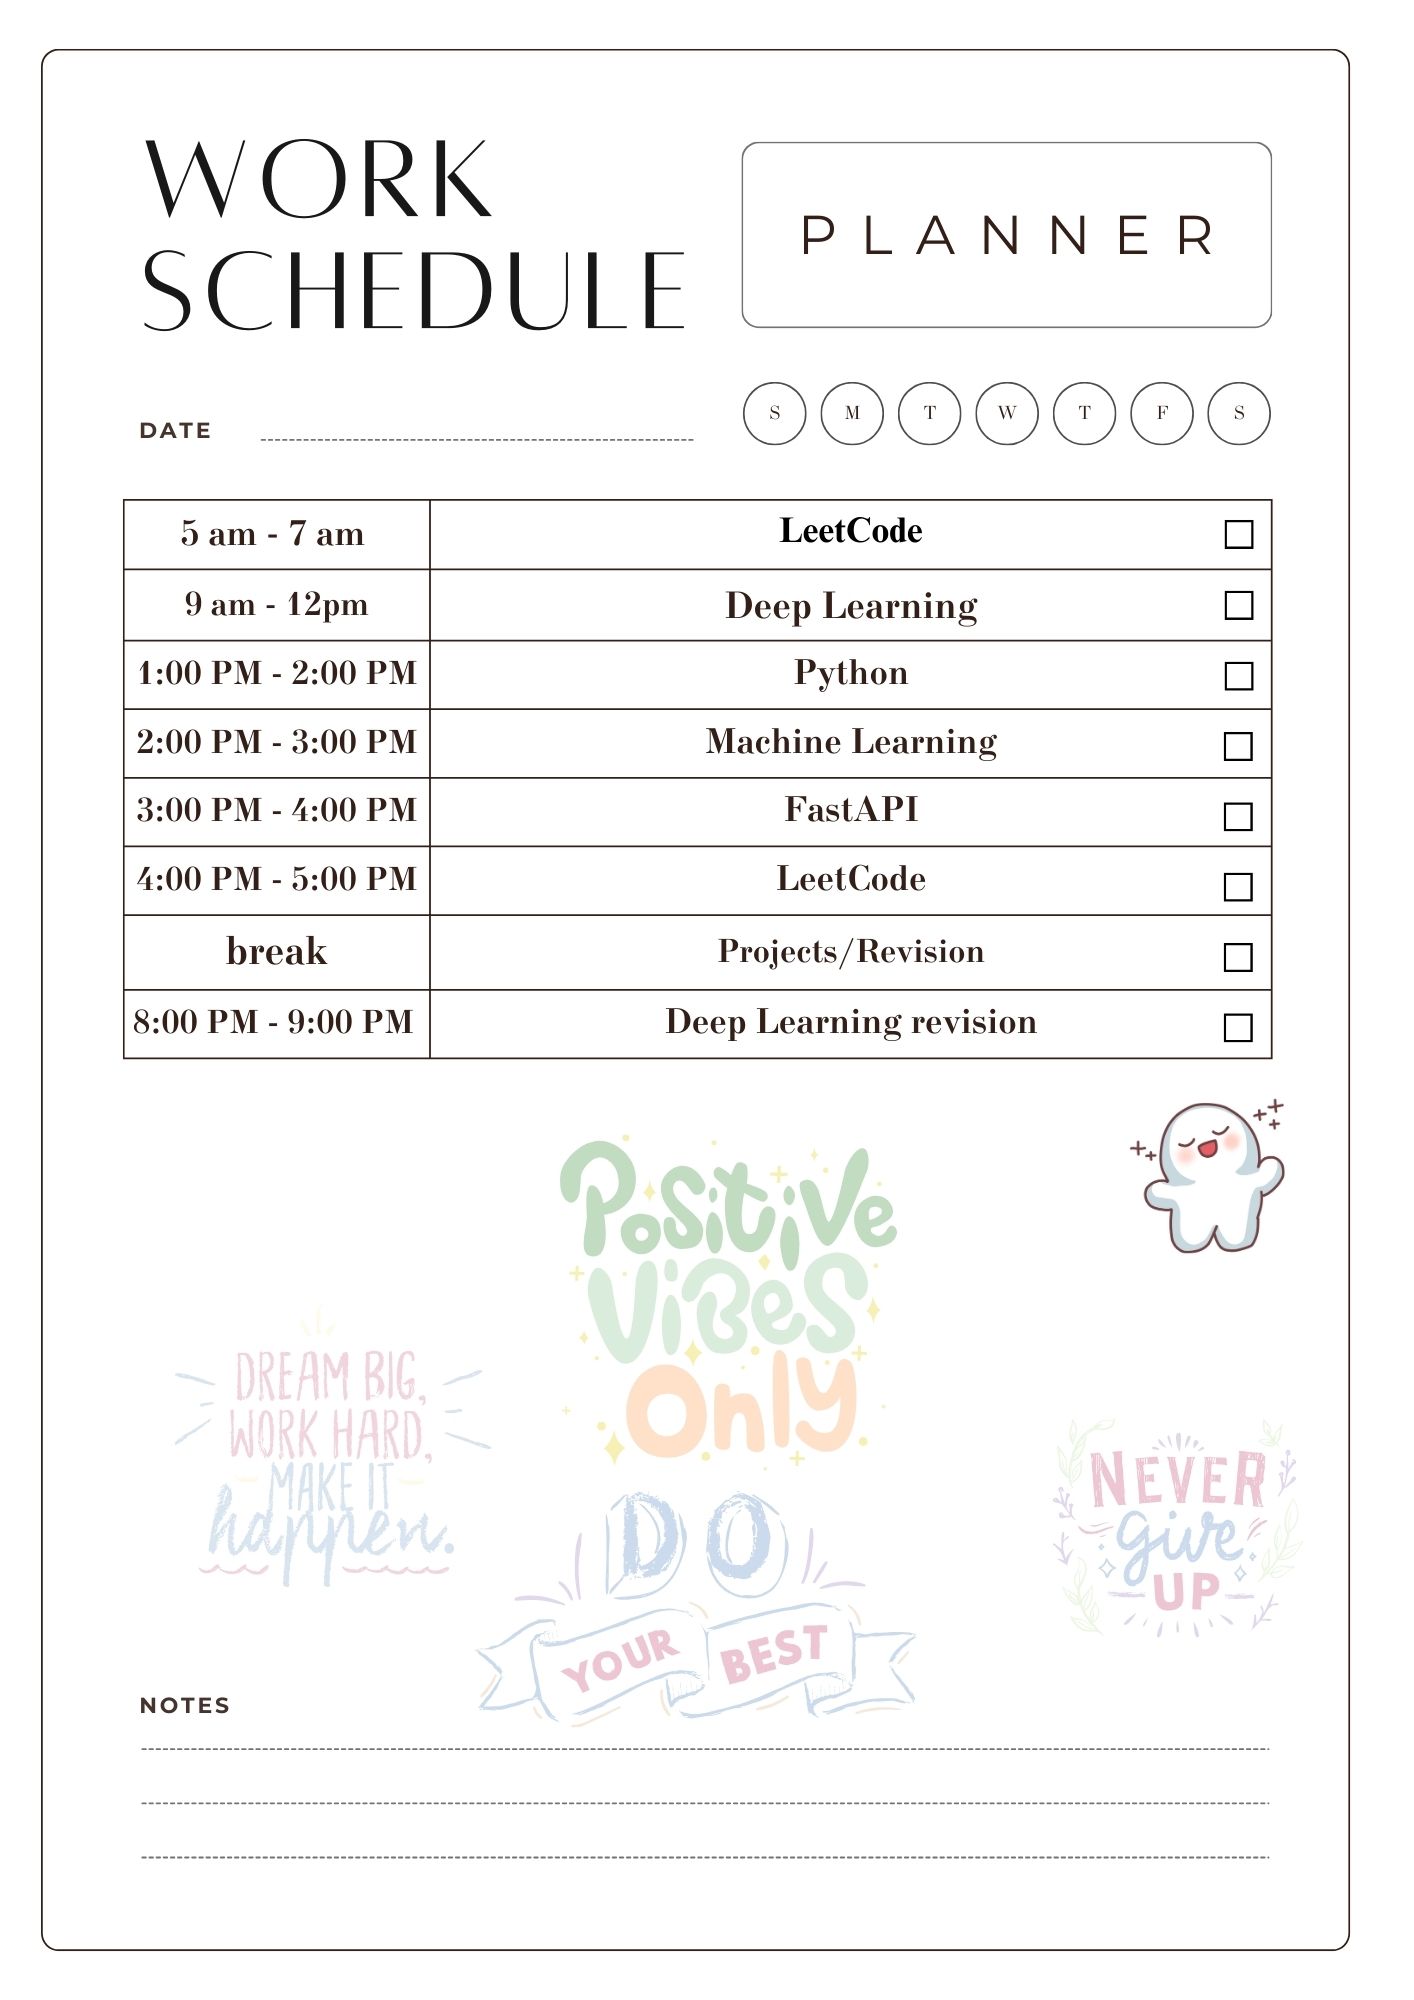 WORK
SCHEDULE
PLANNER
DATE
S M T W T F S
5 am - 7 am LeetCode
9 am - 12pm Deep Learning
1:00 PM - 2:00 PM Python
2:00 PM - 3:00 PM Machine Learning
3:00 PM - 4:00 PM FastAPI
4:00 PM - 5:00 PM LeetCode
break Projects/Revision
8:00 PM - 9:00 PM Deep Learning revision
Positive
ViBes
Only
DREAM BIG,
WORK HARD,
MAKE IT
happen.
NEVER
give
UP
DO
YOUR BEST
NOTES